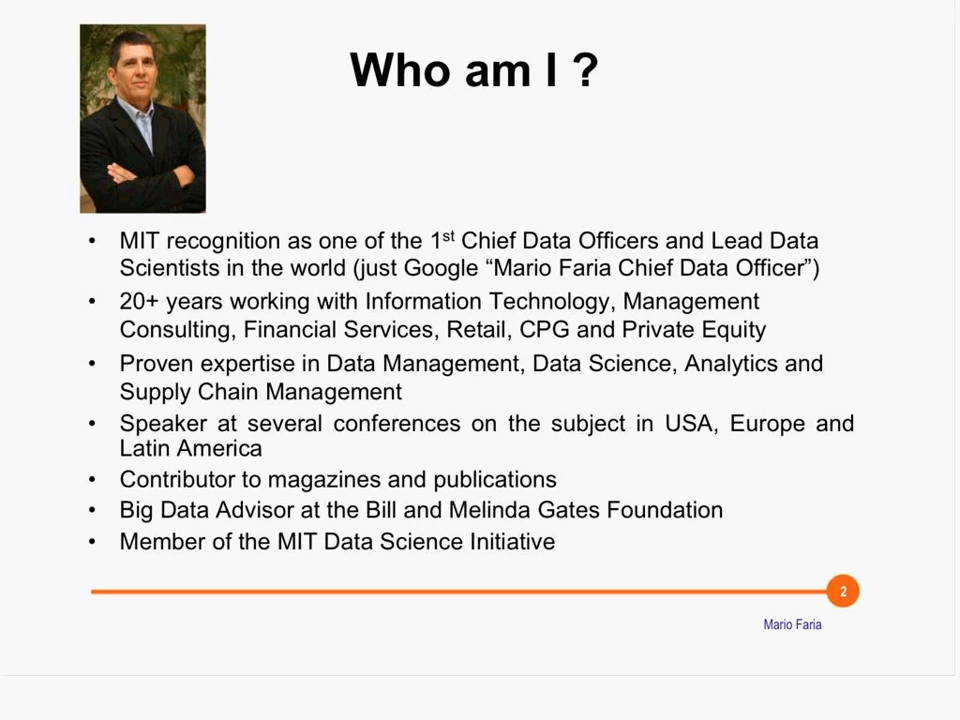 Who am I ?
• MIT recognition as one of the 1st Chief Data Officers and Lead Data
Scientists in the world (just Google “Mario Faria Chief Data Officer”)
• 20+ years working with Information Technology, Management
Consulting, Financial Services, Retail, CPG and Private Equity
• Proven expertise in Data Management, Data Science, Analytics and
Supply Chain Management
• Speaker at several conferences on the subject in USA, Europe and
Latin America
• Contributor to magazines and publications
• Big Data Advisor at the Bill and Melinda Gates Foundation
• Member of the MIT Data Science Initiative
2
Mario Faria